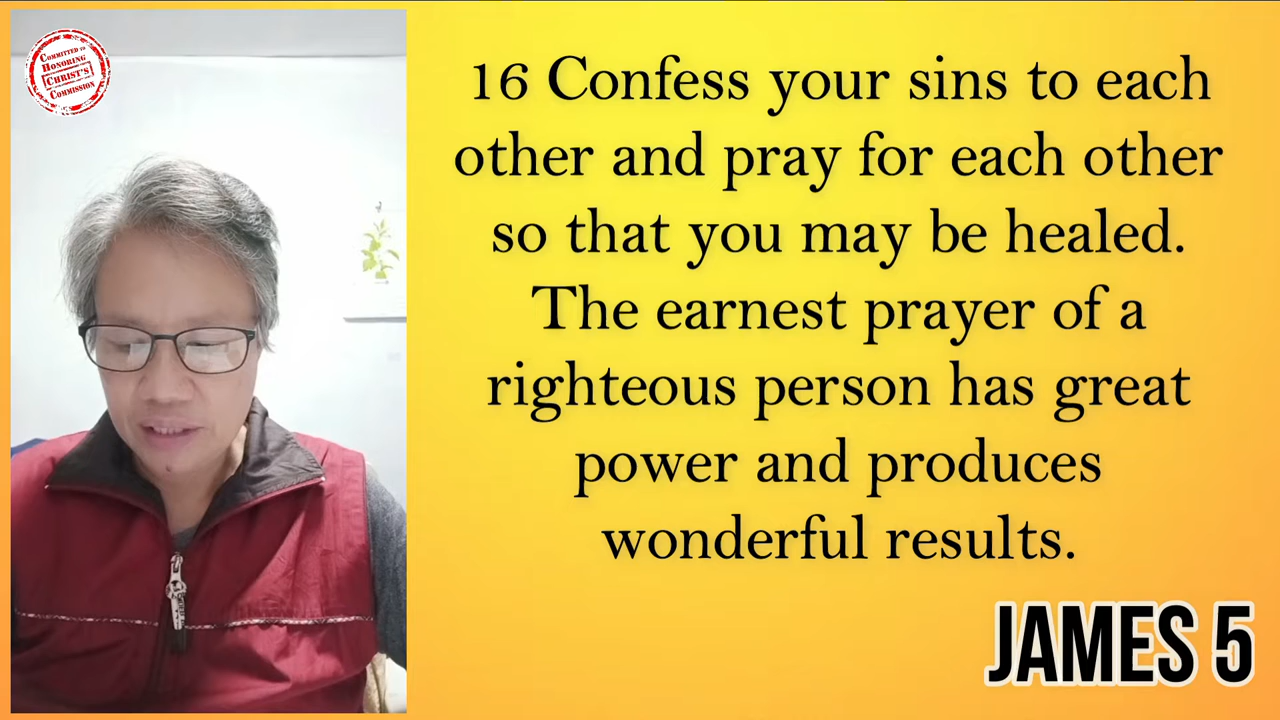 COMMITTED TO
HONORING
CHRIST'S
COMMISSION
16 Confess your sins to each
other and pray for each other
so that you may be healed.
The earnest prayer of a
righteous person has great
power and produces
wonderful results.
JAMES 5